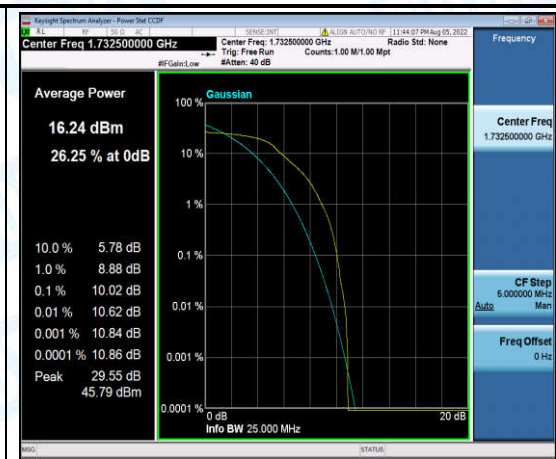 Keysight Spectrum Analyzer - Power Stat CCDF
RL RF 50 Ω AC SENSE:INT ALIGN AUTO/NO RF 11:44:07 PM Aug 05, 2022
Center Freq 1.732500000 GHz
Center Freq: 1.732500000 GHz Radio Std: None
Trig: Free Run Counts:1.00 M/1.00 Mpt
#IFGain:Low #Atten: 40 dB
Frequency
Average Power
16.24 dBm
26.25 % at 0dB
10.0 % 5.78 dB
1.0 % 8.88 dB
0.1 % 10.02 dB
0.01 % 10.62 dB
0.001 % 10.84 dB
0.0001 % 10.86 dB
Peak 29.55 dB
45.79 dBm
Gaussian
100 %
10 %
1 %
0.1 %
0.01 %
0.001 %
0.0001 %
0 dB 20 dB
Info BW 25.000 MHz
Center Freq
1.732500000 GHz
CF Step
5.000000 MHz
Auto Man
Freq Offset
0 Hz
MSG STATUS